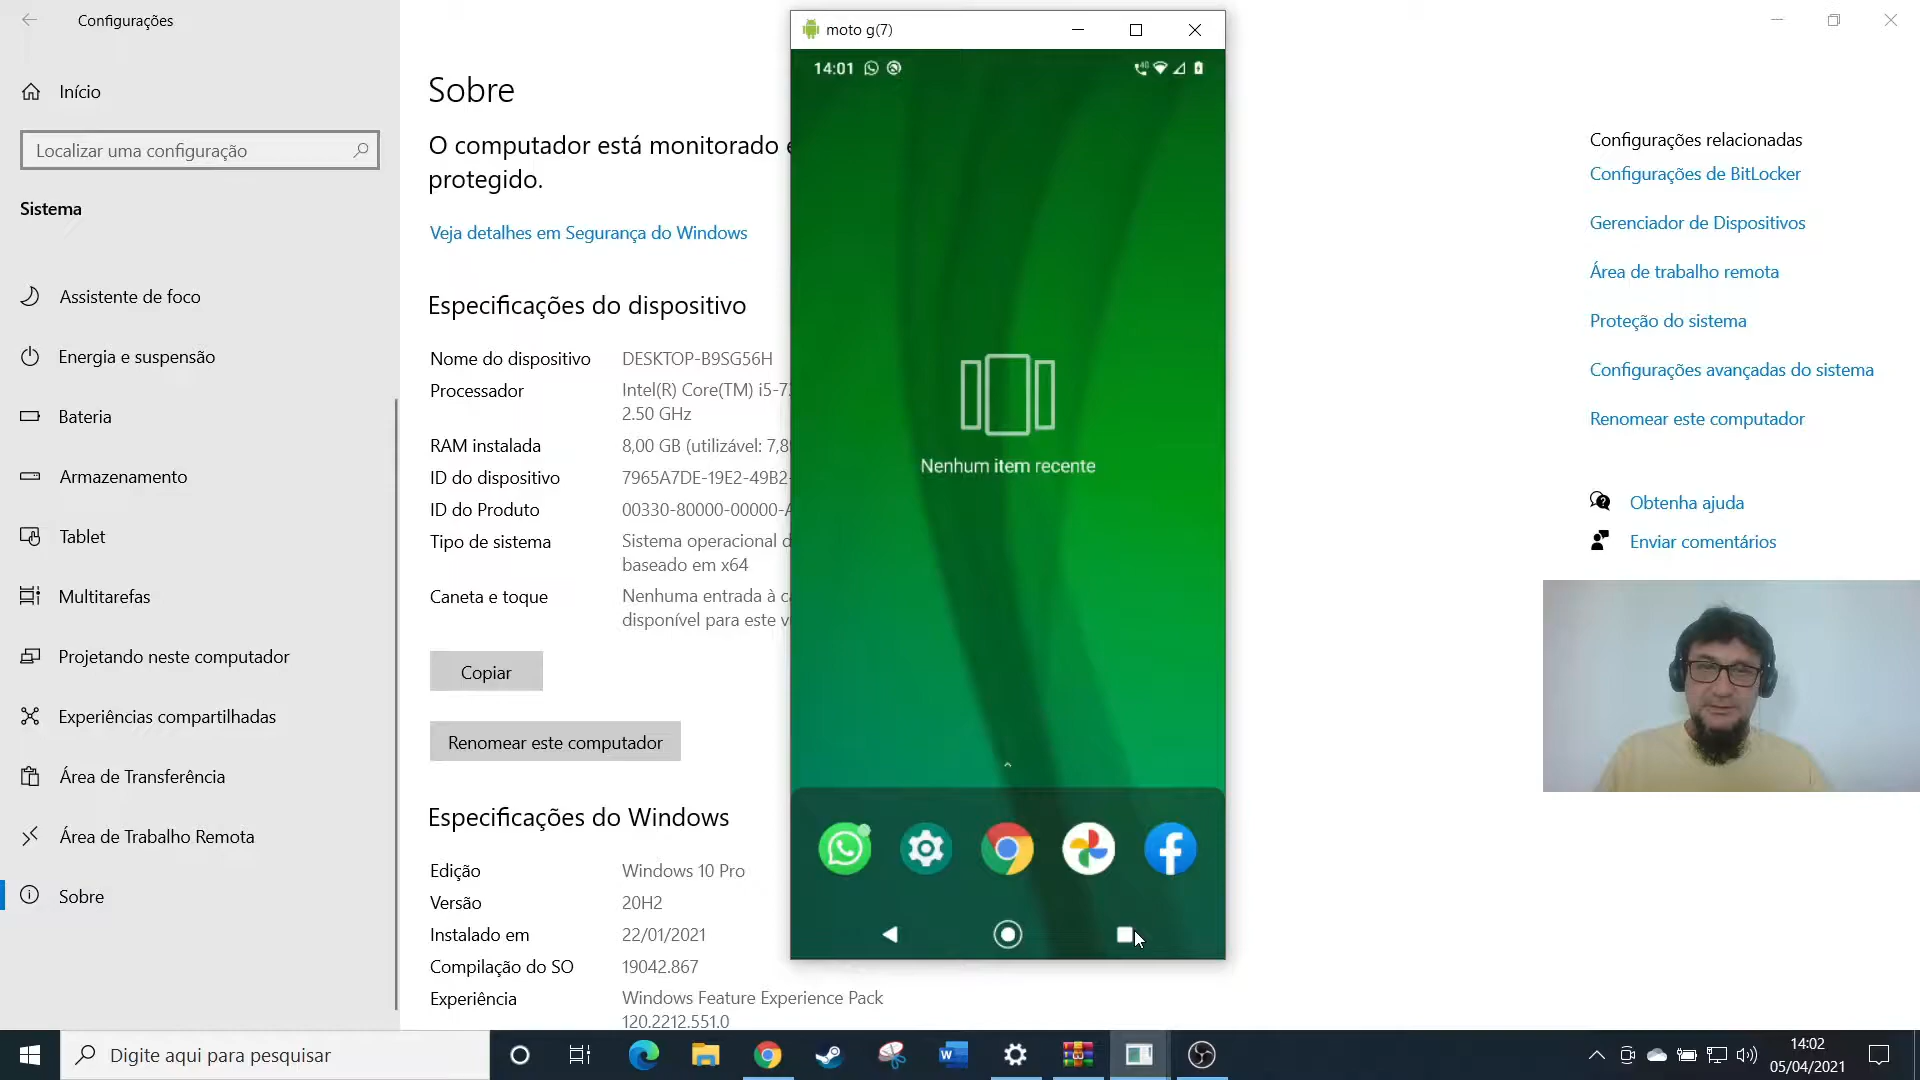 Configurações
Início
Localizar uma configuração
Sistema
Assistente de foco
Energia e suspensão
Bateria
Armazenamento
Tablet
Multitarefas
Projetando neste computador
Experiências compartilhadas
Área de Transferência
Área de Trabalho Remota
Sobre
Sobre
O computador está monitorado e
protegido.
Veja detalhes em Segurança do Windows
Especificações do dispositivo
Nome do dispositivo DESKTOP-B9SG56H
Processador Intel(R) Core(TM) i5-72
2.50 GHz
RAM instalada 8,00 GB (utilizável: 7,8
ID do dispositivo 7965A7DE-19E2-49B2-
ID do Produto 00330-80000-00000-A
Tipo de sistema Sistema operacional d
baseado em x64
Caneta e toque Nenhuma entrada à ca
disponível para este v
Copiar
Renomear este computador
Especificações do Windows
Edição Windows 10 Pro
Versão 20H2
Instalado em 22/01/2021
Compilação do SO 19042.867
Experiência Windows Feature Experience Pack
120.2212.551.0
moto g(7)
14:01
4G
Nenhum item recente
Configurações relacionadas
Configurações de BitLocker
Gerenciador de Dispositivos
Área de trabalho remota
Proteção do sistema
Configurações avançadas do sistema
Renomear este computador
Obtenha ajuda
Enviar comentários
Digite aqui para pesquisar
14:02
05/04/2021